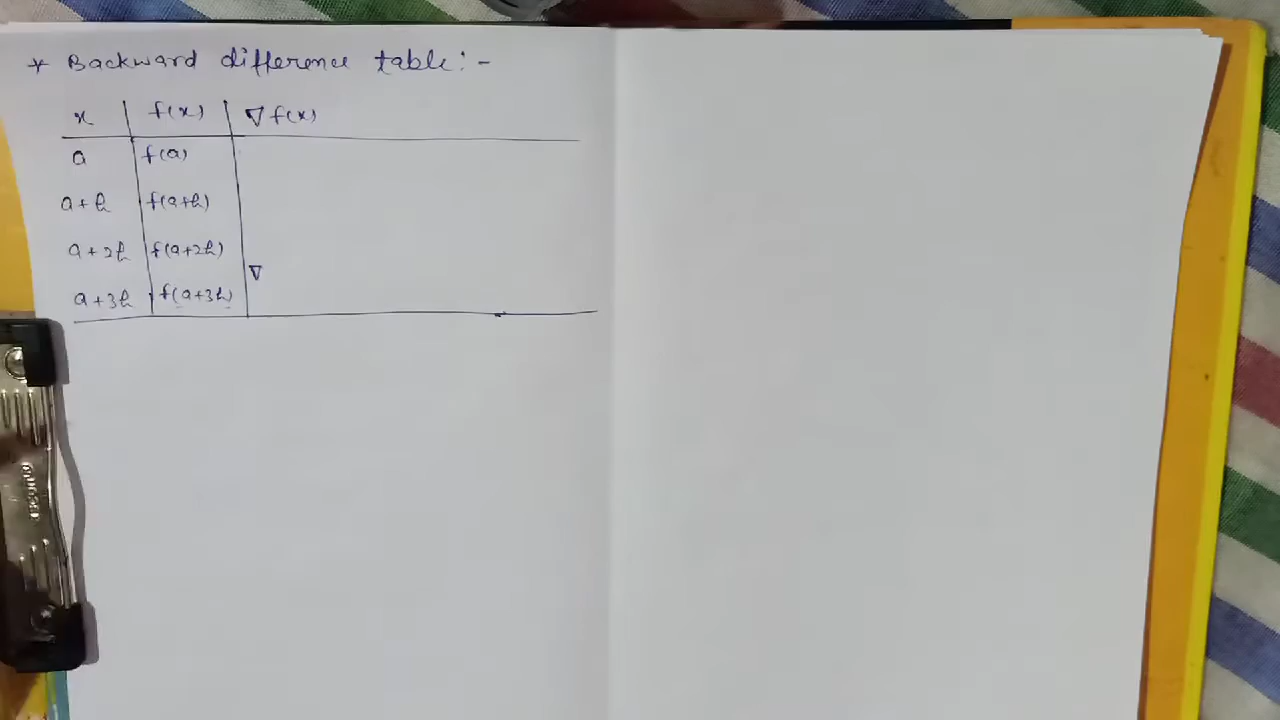 * Backward difference table:-
x f(x) ∇ f(x)
a f(a)
a+h f(a+h)
a+2h f(a+2h)
∇
a+3h f(a+3h)